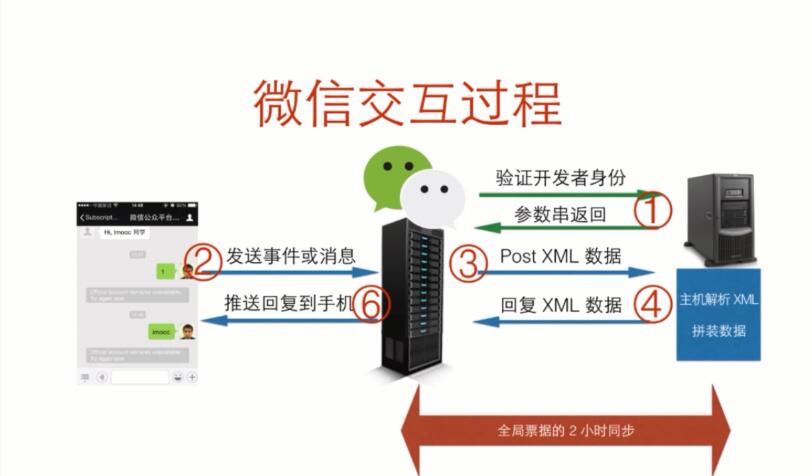 微信交互过程
验证开发者身份
①
参数串返回
Subscript... 微信公众平台...
Hi, Imooc 同学
1
imooc
②
发送事件或消息
③
Post XML 数据
推送回复到手机
⑥
回复 XML 数据
④
主机解析 XML
拼装数据
全局票据的 2 小时同步